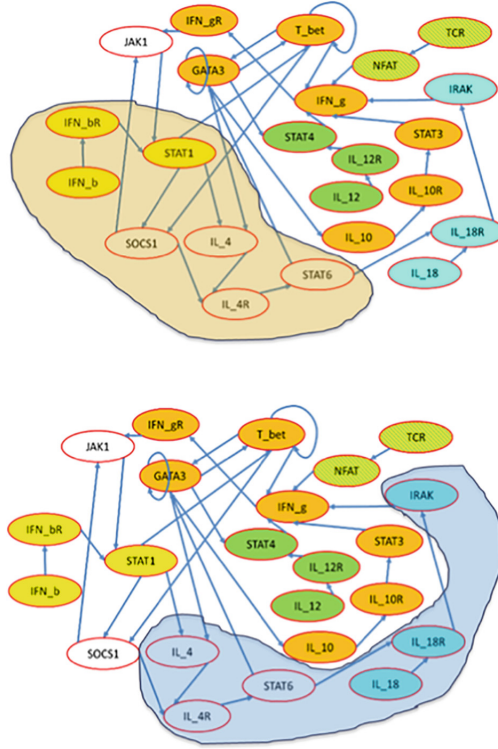 IFN_gR
T_bet
JAK1
TCR
GATA3
NFAT
IRAK
IFN_g
IFN_bR
STAT4
STAT3
STAT1
IL_12R
IFN_b
IL_12
IL_10R
SOCS1
IL_4
IL_10
IL_18R
STAT6
IL_18
IL_4R
IFN_gR
T_bet
TCR
JAK1
GATA3
NFAT
IRAK
IFN_g
IFN_bR
STAT4
STAT3
STAT1
IL_12R
IFN_b
IL_12
IL_10R
SOCS1
IL_4
IL_10
IL_18R
STAT6
IL_18
IL_4R